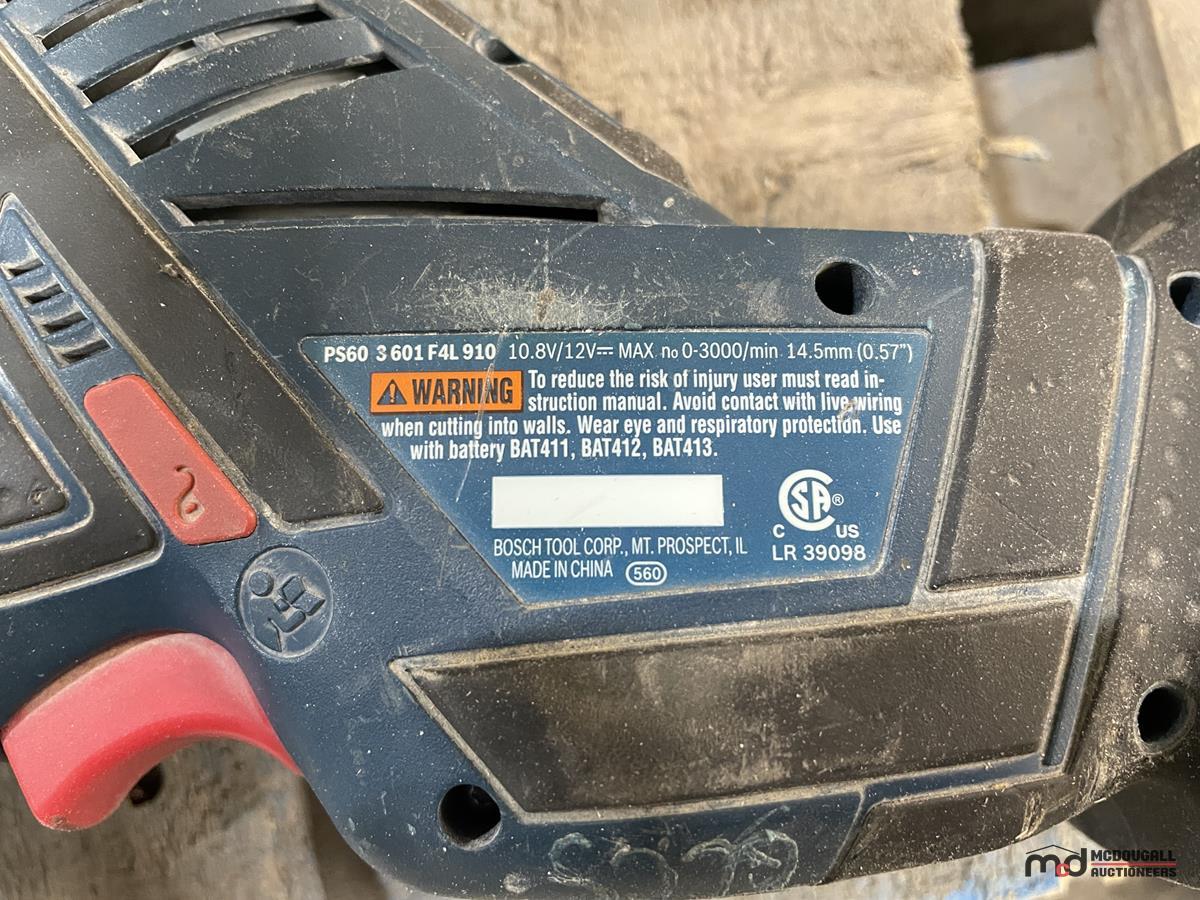 PS60 3 601 F4L 910 10.8V/12V⎓ MAX n₀ 0-3000/min 14.5mm (0.57")
⚠ WARNING To reduce the risk of injury user must read in-
struction manual. Avoid contact with live wiring
when cutting into walls. Wear eye and respiratory protection. Use
with battery BAT411, BAT412, BAT413.
CSA®
C US
LR 39098
BOSCH TOOL CORP., MT. PROSPECT, IL
MADE IN CHINA 560
mcd MCDOUGALL
AUCTIONEERS